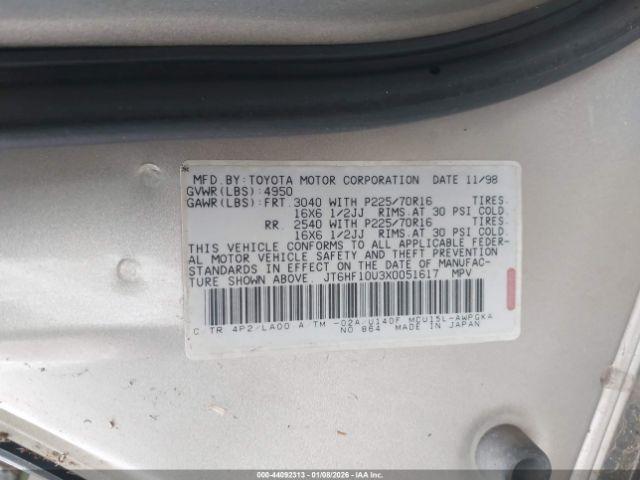 MFD. BY: TOYOTA MOTOR CORPORATION DATE 11/98
GVWR(LBS):4950
GAWR(LBS):FRT. 3040 WITH P225/70R16 TIRES.
16X6 1/2JJ RIMS.AT 30 PSI COLD.
RR. 2540 WITH P225/70R16 TIRES.
16X6 1/2JJ RIMS.AT 30 PSI COLD.
THIS VEHICLE CONFORMS TO ALL APPLICABLE FEDER-
AL MOTOR VEHICLE SAFETY AND THEFT PREVENTION
STANDARDS IN EFFECT ON THE DATE OF MANUFAC-
TURE SHOWN ABOVE. JT6HF10U3X0051617 MPV
C/TR 4P2/LA00 A/TM -02A/U140F MCU15L-AWPGKA
NO 864 MADE IN JAPAN
000-44092313 | 01/08/2026 - IAAI.com